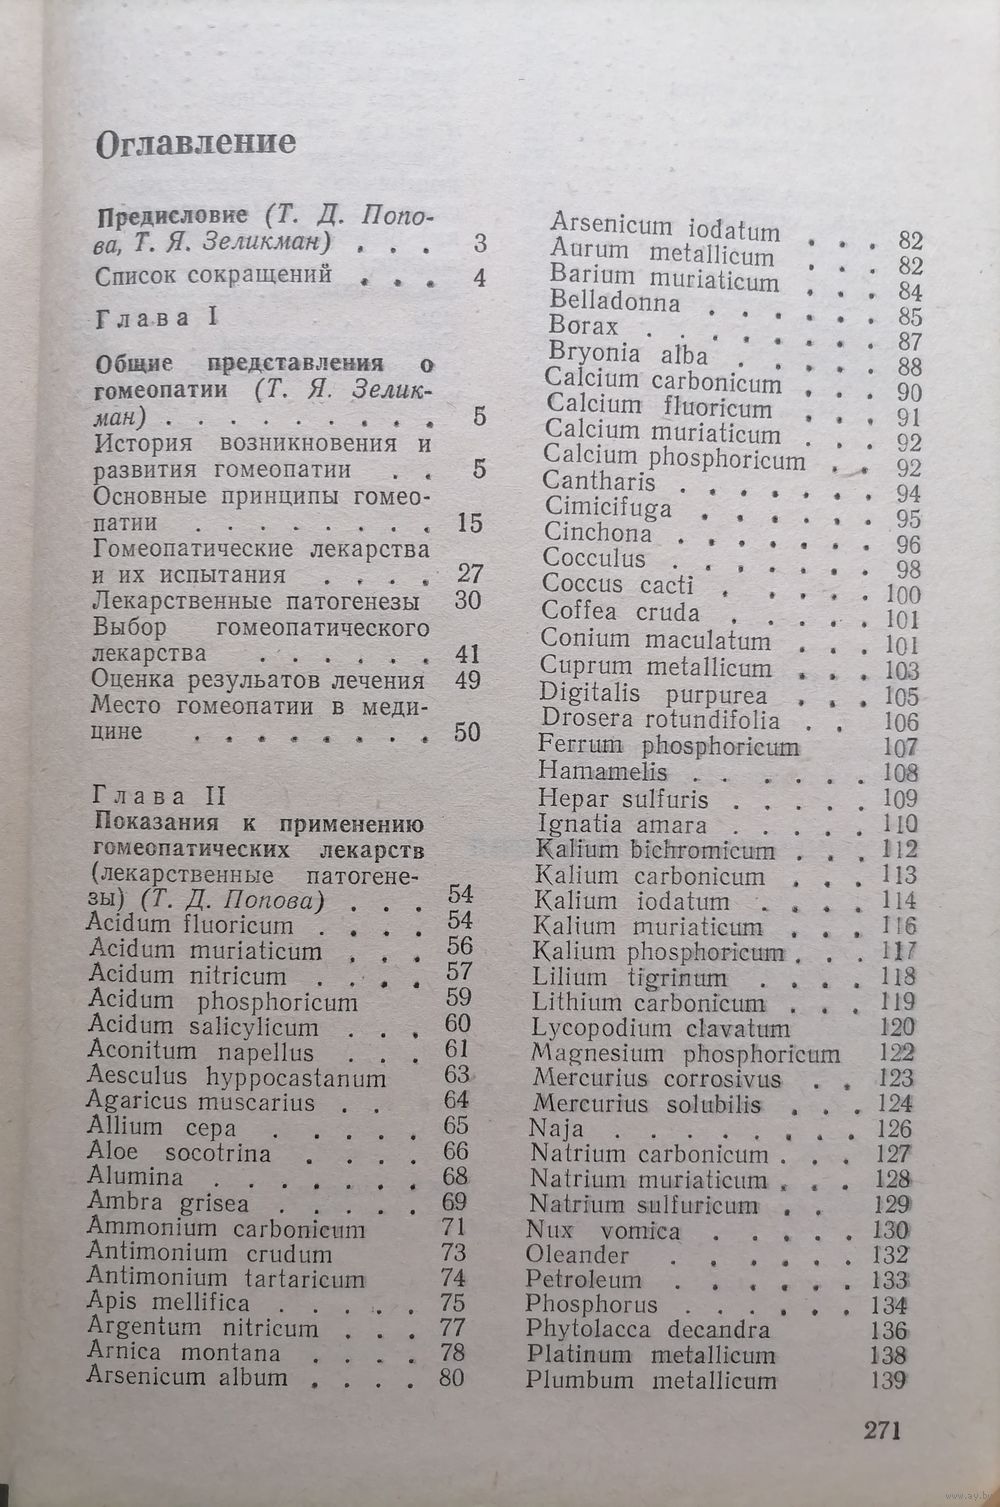 Оглавление
Предисловие (Т. Д. Попо-
ва, Т. Я. Зеликман) . . . 3
Список сокращений . . . 4
Глава I
Общие представления о
гомеопатии (Т. Я. Зелик-
ман) . . . . . . . . . 5
История возникновения и
развития гомеопатии . . 5
Основные принципы гомео-
патии . . . . . . . . 15
Гомеопатические лекарства
и их испытания . . . . 27
Лекарственные патогенезы 30
Выбор гомеопатического
лекарства . . . . . . 41
Оценка резульатов лечения 49
Место гомеопатии в меди-
цине . . . . . . . . 50
Глава II
Показания к применению
гомеопатических лекарств
(лекарственные патогене-
зы) (Т. Д. Попова) . . . 54
Acidum fluoricum . . . . 54
Acidum muriaticum . . . 56
Acidum nitricum . . . . 57
Acidum phosphoricum 59
Acidum salicylicum . . . 60
Aconitum napellus . . . 61
Aesculus hyppocastanum 63
Agaricus muscarius . . 64
Allium cepa . . . . . 65
Aloe socotrina . . . . 66
Alumina . . . . . . . 68
Ambra grisea . . . . . 69
Ammonium carbonicum 71
Antimonium crudum 73
Antimonium tartaricum 74
Apis mellifica . . . . . 75
Argentum nitricum . . . 77
Arnica montana . . . . 78
Arsenicum album . . . . 80
Arsenicum iodatum . . . 82
Aurum metallicum . . . 82
Barium muriaticum . . . 84
Belladonna . . . . . . 85
Borax . . . . . . . 87
Bryonia alba . . . . . 88
Calcium carbonicum . . . 90
Calcium fluoricum . . . 91
Calcium muriaticum . . . 92
Calcium phosphoricum . . 92
Cantharis . . . . . . . 94
Cimicifuga . . . . . . 95
Cinchona . . . . . . . 96
Cocculus . . . . . . . 98
Coccus cacti . . . . . 100
Coffea cruda . . . . . 101
Conium maculatum . . . 101
Cuprum metallicum . . . 103
Digitalis purpurea . . . 105
Drosera rotundifolia . . 106
Ferrum phosphoricum 107
Hamamelis . . . . . . 108
Hepar sulfuris . . . . . 109
Ignatia amara . . . . . 110
Kalium bichromicum . . . 112
Kalium carbonicum . . . 113
Kalium iodatum . . . . 114
Kalium muriaticum . . . 116
Kalium phosphoricum . . . 117
Lilium tigrinum . . . . 118
Lithium carbonicum . . . 119
Lycopodium clavatum 120
Magnesium phosphoricum 122
Mercurius corrosivus . . 123
Mercurius solubilis . . . 124
Naja . . . . . . . . 126
Natrium carbonicum . . . 127
Natrium muriaticum . . . 128
Natrium sulfuricum . . 129
Nux vomica . . . . . 130
Oleander . . . . . . 132
Petroleum . . . . . . 133
Phosphorus . . . . . . 134
Phytolacca decandra 136
Platinum metallicum 138
Plumbum metallicum 139
271
www.ay.by